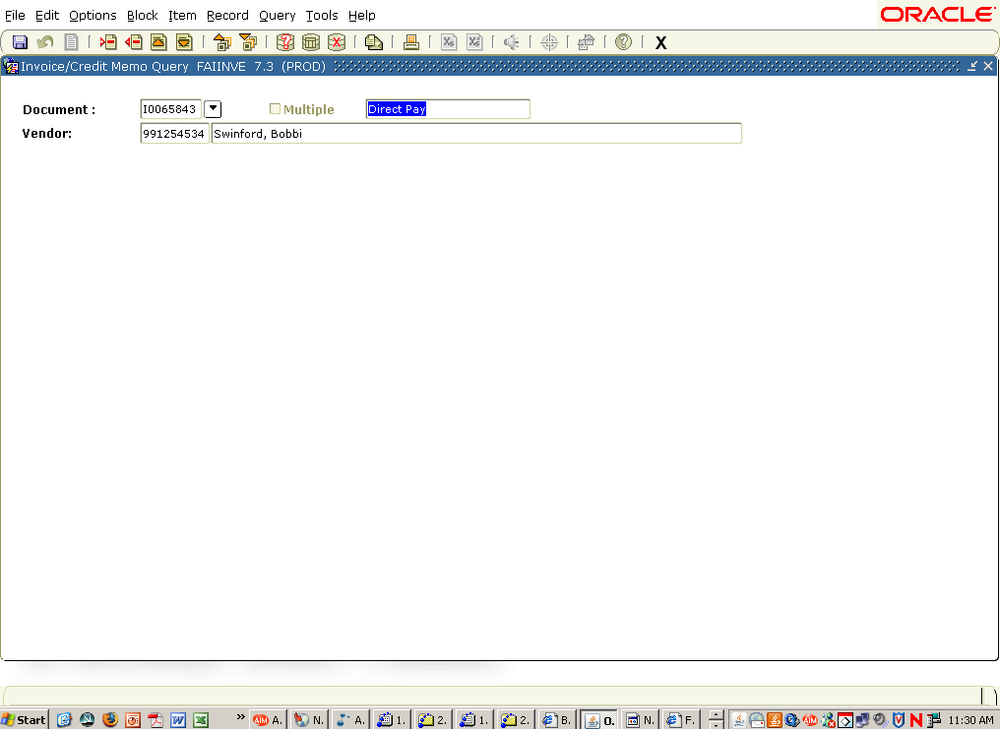 File Edit Options Block Item Record Query Tools Help
ORACLE
Invoice/Credit Memo Query FAIINVE 7.3 (PROD)
Document : I0065843 Multiple Direct Pay
Vendor: 991254534 Swinford, Bobbi
Start » A. N. A. 1. 2. 1. 2. B. O. N. F. 11:30 AM